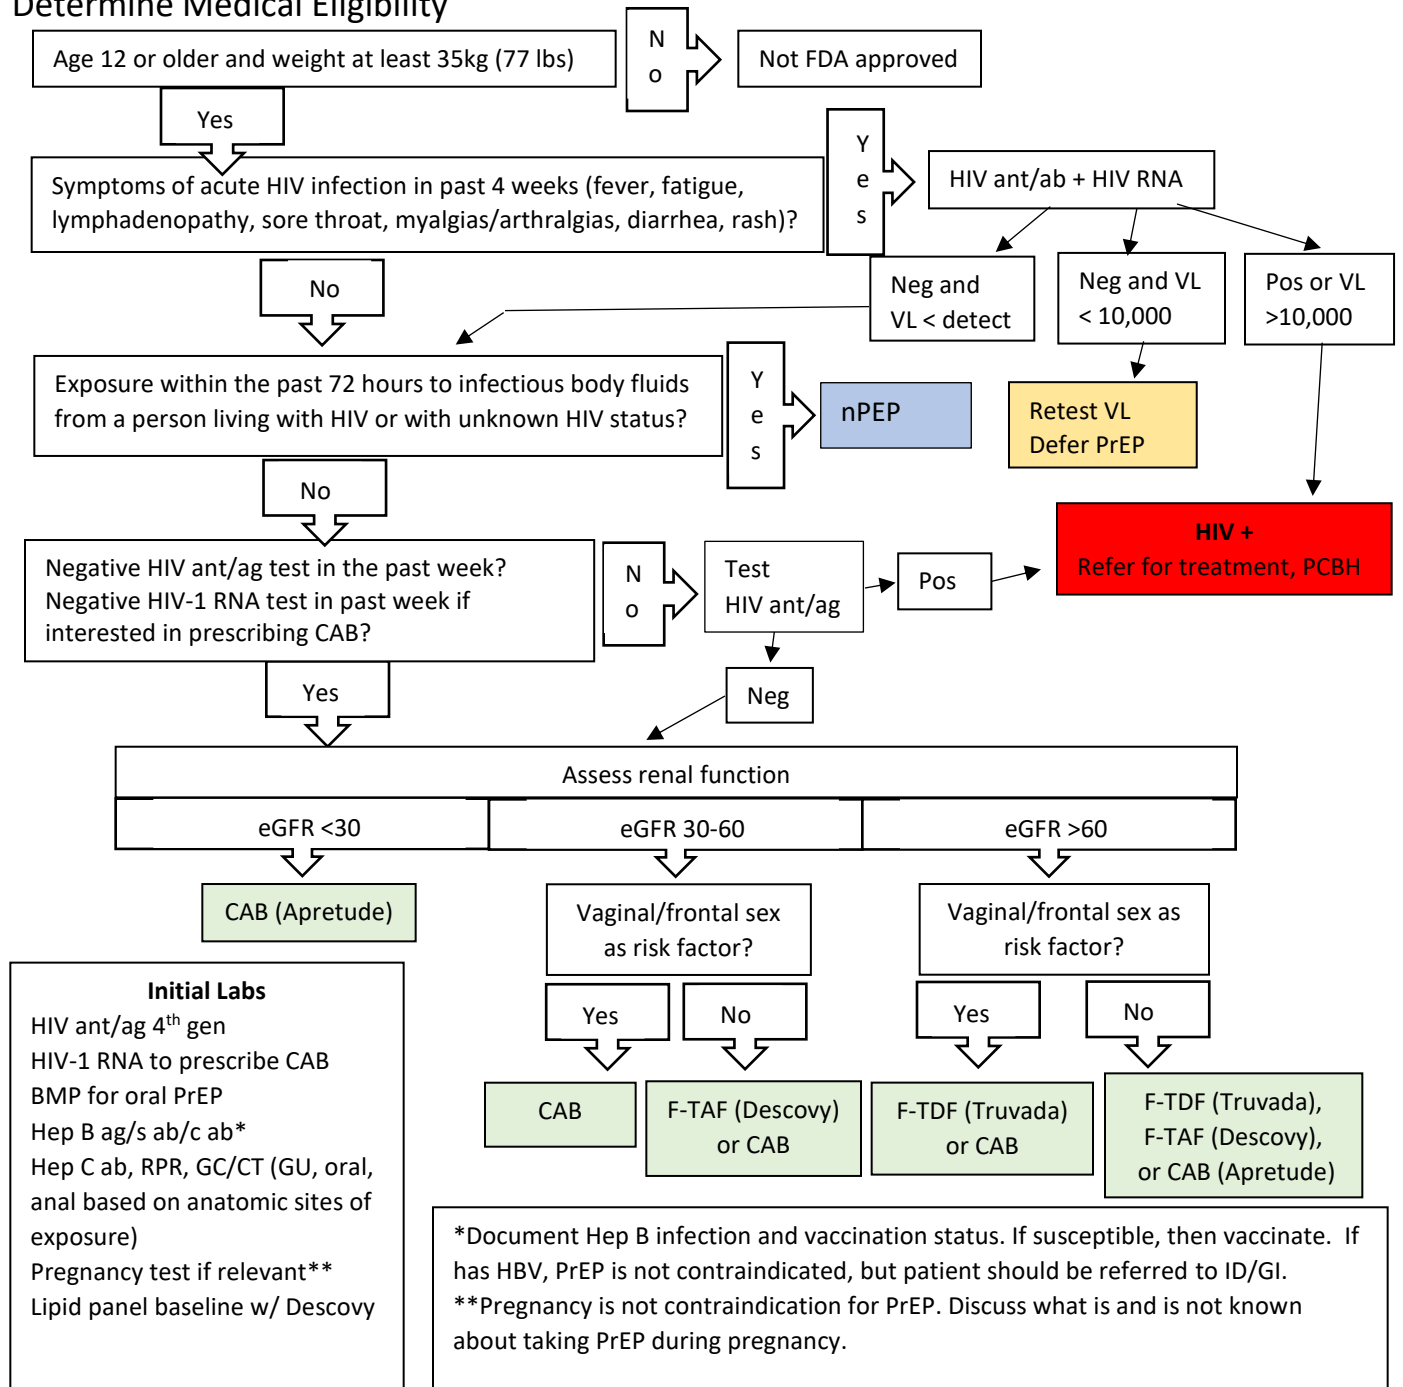 Determine Medical Eligibility
Age 12 or older and weight at least 35kg (77 lbs)
N
o
Not FDA approved
Yes
Symptoms of acute HIV infection in past 4 weeks (fever, fatigue,
lymphadenopathy, sore throat, myalgias/arthralgias, diarrhea, rash)?
Y
e
s
HIV ant/ab + HIV RNA
No
Neg and
VL < detect
Neg and VL
< 10,000
Pos or VL
>10,000
Exposure within the past 72 hours to infectious body fluids
from a person living with HIV or with unknown HIV status?
Y
e
s
nPEP
Retest VL
Defer PrEP
No
HIV +
Refer for treatment, PCBH
Negative HIV ant/ag test in the past week?
Negative HIV-1 RNA test in past week if
interested in prescribing CAB?
N
o
Test
HIV ant/ag
Pos
Yes
Neg
Assess renal function
eGFR <30
eGFR 30-60
eGFR >60
CAB (Apretude)
Vaginal/frontal sex
as risk factor?
Vaginal/frontal sex as
risk factor?
Yes
No
Yes
No
CAB
F-TAF (Descovy)
or CAB
F-TDF (Truvada)
or CAB
F-TDF (Truvada),
F-TAF (Descovy),
or CAB (Apretude)
Initial Labs
HIV ant/ag 4th gen
HIV-1 RNA to prescribe CAB
BMP for oral PrEP
Hep B ag/s ab/c ab*
Hep C ab, RPR, GC/CT (GU, oral,
anal based on anatomic sites of
exposure)
Pregnancy test if relevant**
Lipid panel baseline w/ Descovy
*Document Hep B infection and vaccination status. If susceptible, then vaccinate. If
has HBV, PrEP is not contraindicated, but patient should be referred to ID/GI.
**Pregnancy is not contraindication for PrEP. Discuss what is and is not known
about taking PrEP during pregnancy.